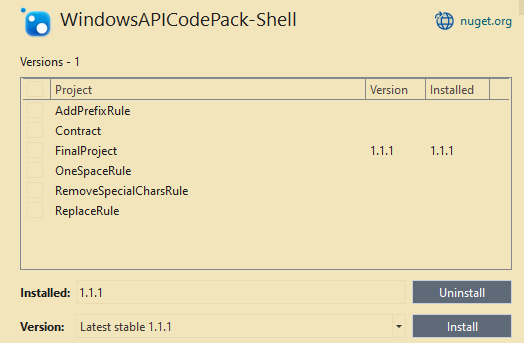 WindowsAPICodePack-Shell
nuget.org
Versions - 1
Project Version Installed
AddPrefixRule
Contract
FinalProject 1.1.1 1.1.1
OneSpaceRule
RemoveSpecialCharsRule
ReplaceRule
Installed: 1.1.1 Uninstall
Version: Latest stable 1.1.1 Install